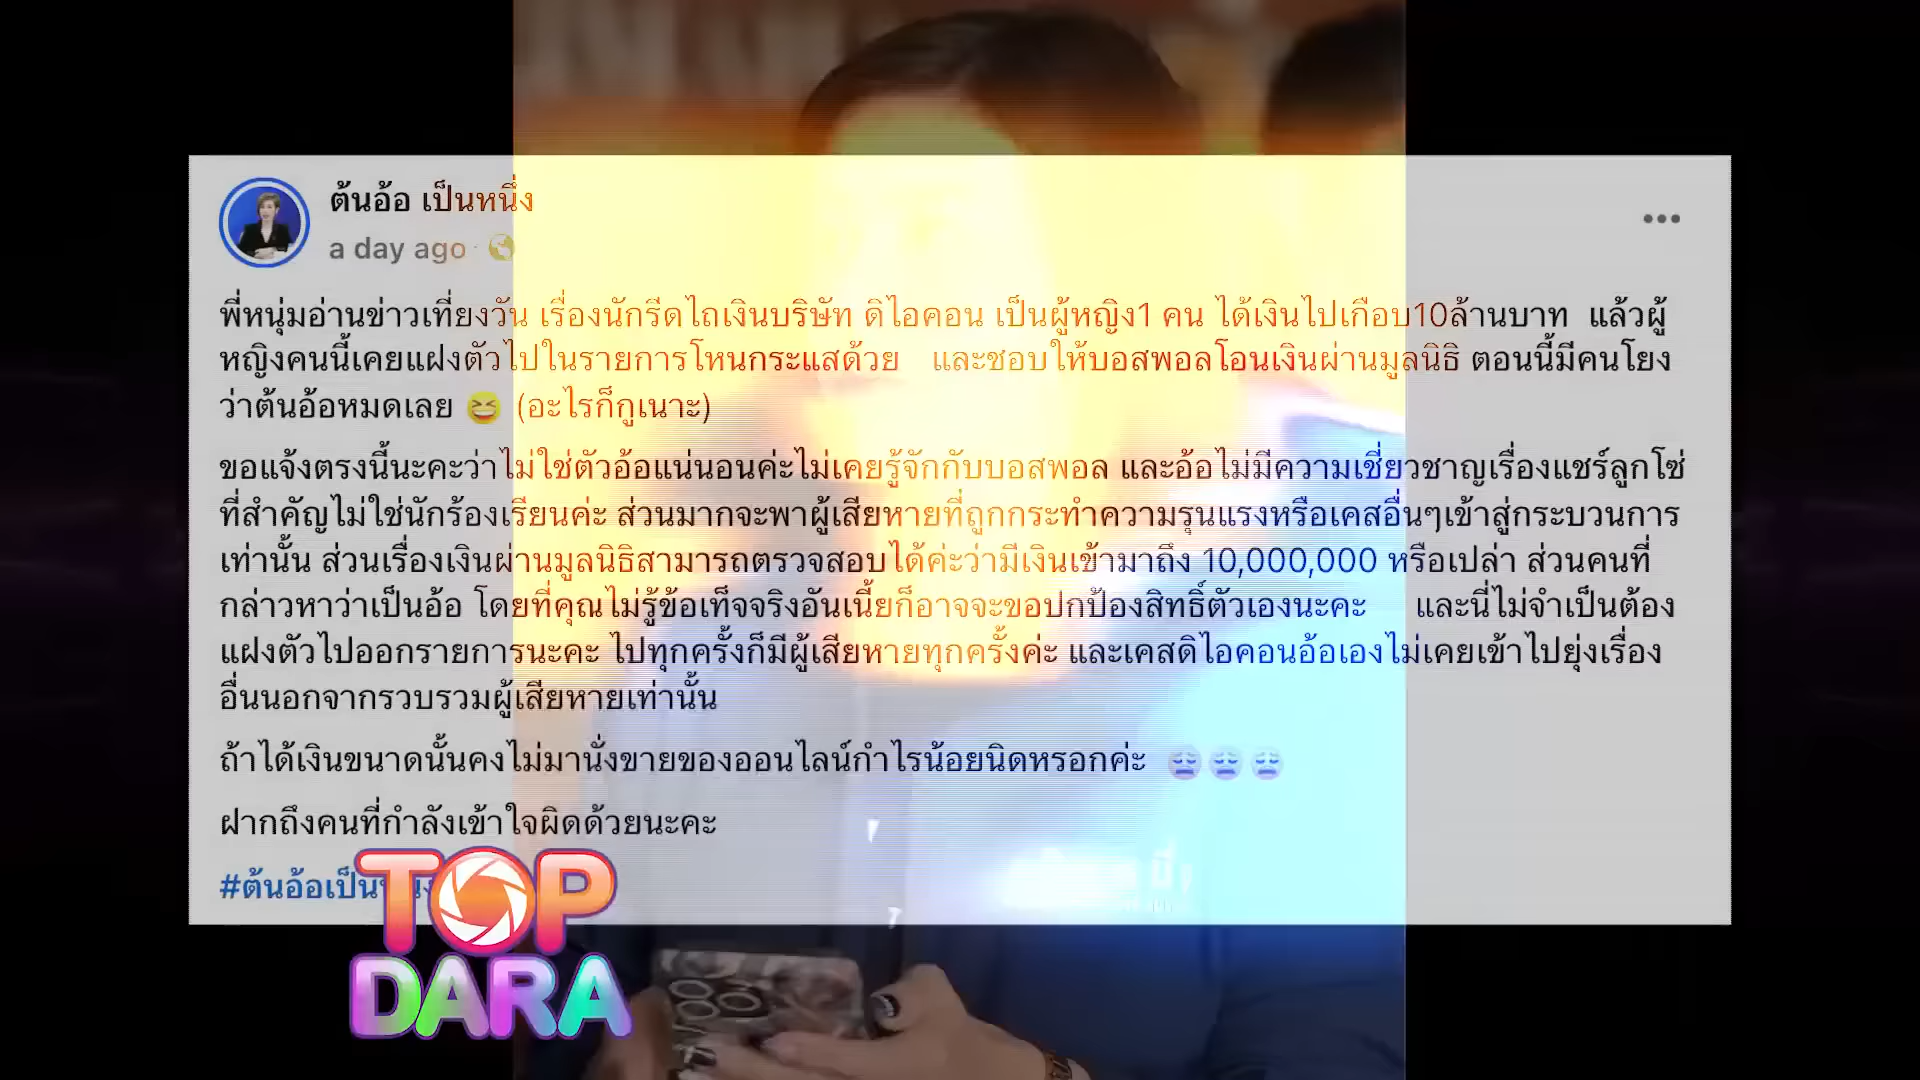 ต้นอ้อ เป็นหนึ่ง
a day ago
พี่หนุ่มอ่านข่าวเที่ยงวัน เรื่องนักรีดไถเงินบริษัท ดิไอคอน เป็นผู้หญิง1 คน ได้เงินไปเกือบ10ล้านบาท แล้วผู้
หญิงคนนี้เคยแฝงตัวไปในรายการโหนกระแสด้วย และชอบให้บอสพอลโอนเงินผ่านมูลนิธิ ตอนนี้มีคนโยง
ว่าต้นอ้อหมดเลย 😆 (อะไรก็กูเนาะ)
ขอแจ้งตรงนี้นะคะว่าไม่ใช่ตัวอ้อแน่นอนค่ะไม่เคยรู้จักกับบอสพอล และอ้อไม่มีความเชี่ยวชาญเรื่องแชร์ลูกโซ่
ที่สำคัญไม่ใช่นักร้องเรียนค่ะ ส่วนมากจะพาผู้เสียหายที่ถูกกระทำความรุนแรงหรือเคสอื่นๆเข้าสู่กระบวนการ
เท่านั้น ส่วนเรื่องเงินผ่านมูลนิธิสามารถตรวจสอบได้ค่ะว่ามีเงินเข้ามาถึง 10,000,000 หรือเปล่า ส่วนคนที่
กล่าวหาว่าเป็นอ้อ โดยที่คุณไม่รู้ข้อเท็จจริงอันเนี้ยก็อาจจะขอปกป้องสิทธิ์ตัวเองนะคะ และนี่ไม่จำเป็นต้อง
แฝงตัวไปออกรายการนะคะ ไปทุกครั้งก็มีผู้เสียหายทุกครั้งค่ะ และเคสดิไอคอนอ้อเองไม่เคยเข้าไปยุ่งเรื่อง
อื่นนอกจากรวบรวมผู้เสียหายเท่านั้น
ถ้าได้เงินขนาดนั้นคงไม่มานั่งขายของออนไลน์กำไรน้อยนิดหรอกค่ะ 😩😩😩
ฝากถึงคนที่กำลังเข้าใจผิดด้วยนะคะ
#ต้นอ้อเป็นหนึ่ง
TOP
DARA